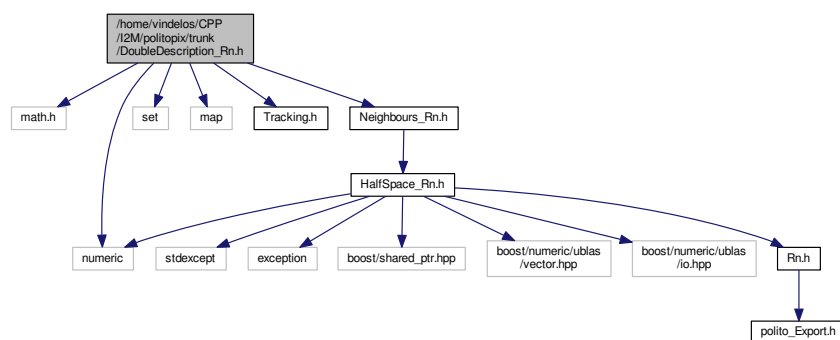 /home/vindelos/CPP
/I2M/politopix/trunk
/DoubleDescription_Rn.h
math.h
set
map
Tracking.h
Neighbours_Rn.h
HalfSpace_Rn.h
numeric
stdexcept
exception
boost/shared_ptr.hpp
boost/numeric/ublas
/vector.hpp
boost/numeric/ublas
/io.hpp
Rn.h
polito_Export.h